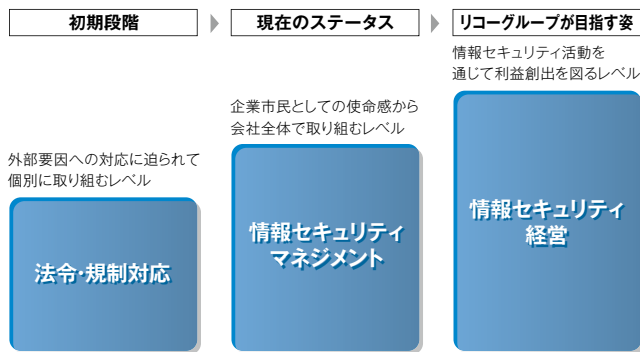 初期段階
現在のステータス
リコーグループが目指す姿
情報セキュリティ活動を
通じて利益創出を図るレベル
企業市民としての使命感から
会社全体で取り組むレベル
外部要因への対応に迫られて
個別に取り組むレベル
法令・規制対応
情報セキュリティ
マネジメント
情報セキュリティ
経営